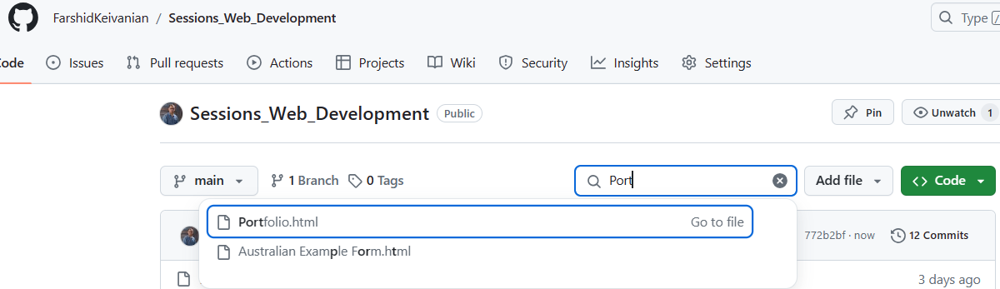 FarshidKeivanian / Sessions_Web_Development
Type /
ode Issues Pull requests Actions Projects Wiki Security Insights Settings
Sessions_Web_Development Public
Pin Unwatch 1
main 1 Branch 0 Tags Port Add file Code
Portfolio.html Go to file
Australian Example Form.html
772b2bf · now 12 Commits
3 days ago